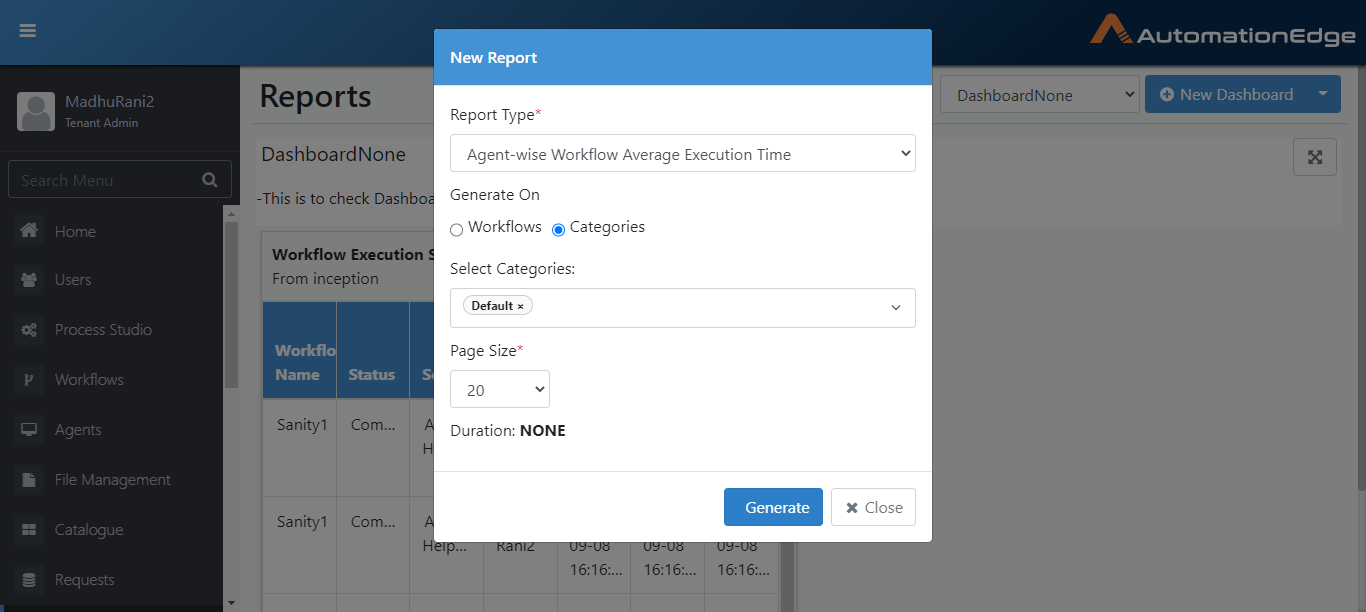 AutomationEdge
MadhuRani2
Tenant Admin
Search Menu
Home
Users
Process Studio
Workflows
Agents
File Management
Catalogue
Requests
Reports
DashboardNone
New Dashboard
DashboardNone
-This is to check Dashboa
Workflow Execution S
From inception
Workflo
Name
Status
Sanity1
Com...
Sanity1
Com...
Help...
Rani2
09-08
16:16:...
09-08
16:16:...
09-08
16:16:...
New Report
Report Type*
Agent-wise Workflow Average Execution Time
Generate On
Workflows
Categories
Select Categories:
Default ×
Page Size*
20
Duration: NONE
Generate
Close